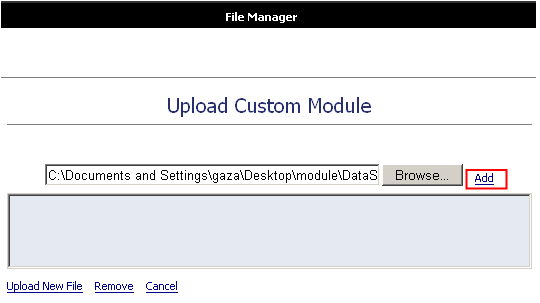 File Manager
Upload Custom Module
C:\Documents and Settings\gaza\Desktop\module\DataS Browse... Add
Upload New File Remove Cancel